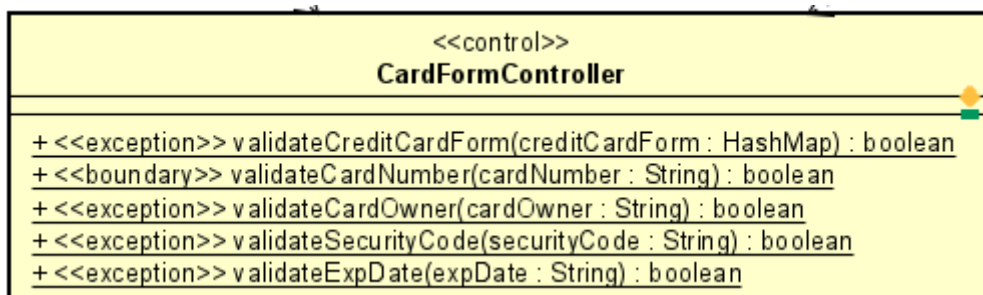 <<control>>
CardFormController
+ <<exception>> validateCreditCardForm(creditCardForm : HashMap) : boolean
+ <<boundary>> validateCardNumber(cardNumber : String) : boolean
+ <<exception>> validateCardOwner(cardOwner : String) : boolean
+ <<exception>> validateSecurityCode(securityCode : String) : boolean
+ <<exception>> validateExpDate(expDate : String) : boolean